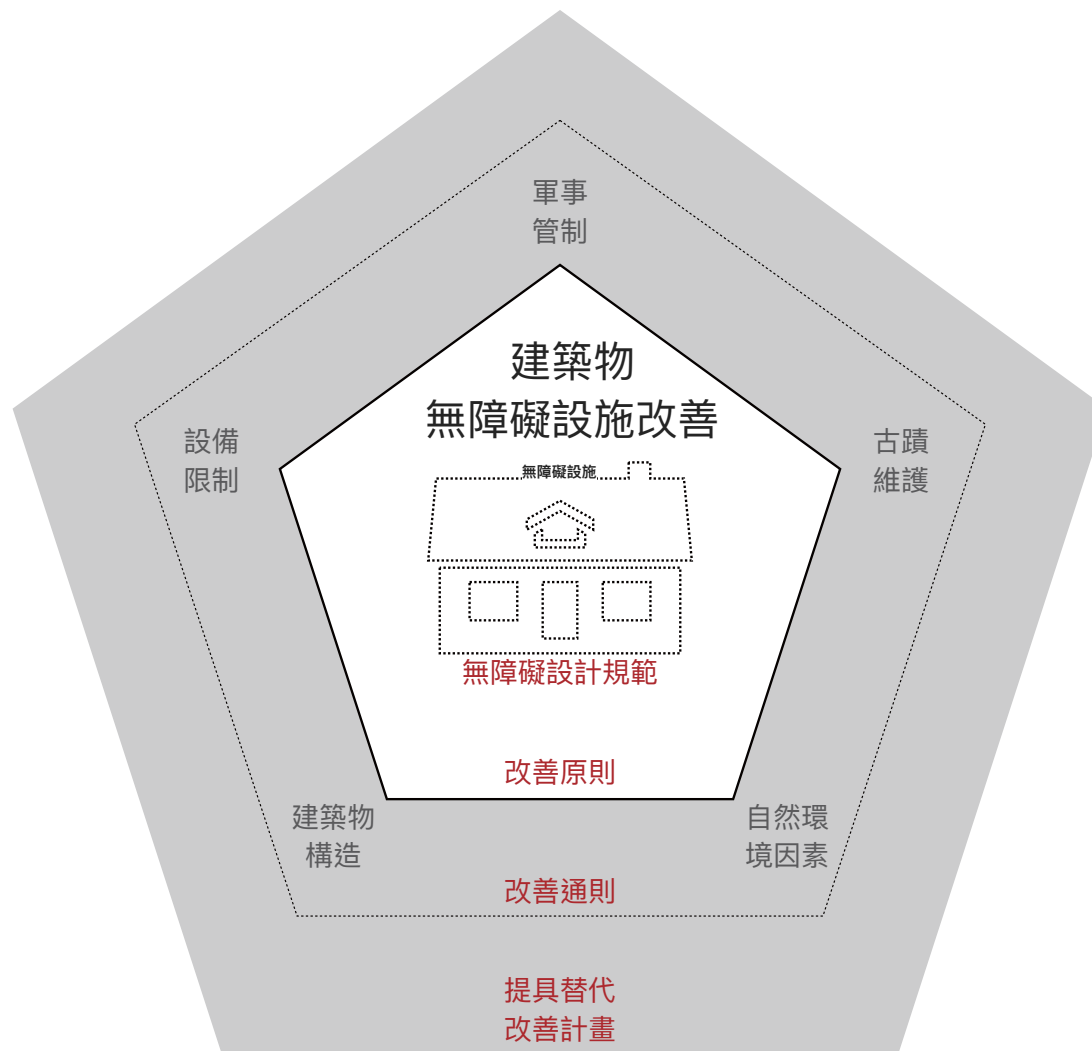 軍事
管制
建築物
無障礙設施改善
設備
限制
古蹟
維護
無障礙設施
無障礙設計規範
改善原則
建築物
構造
自然環
境因素
改善通則
提具替代
改善計畫